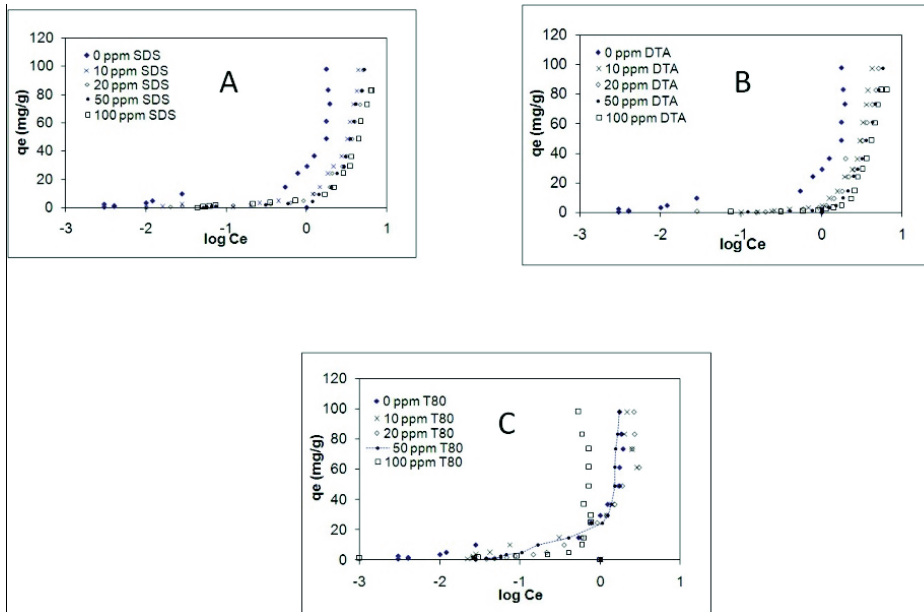 A
qe (mg/g)
120
100
80
60
40
20
0
0 ppm SDS
10 ppm SDS
20 ppm SDS
50 ppm SDS
100 ppm SDS
-3 -2 -1 0 1
log Ce
B
qe (mg/g)
120
100
80
60
40
20
0
0 ppm DTA
10 ppm DTA
20 ppm DTA
50 ppm DTA
100 ppm DTA
-3 -2 -1 0 1
log Ce
C
qe (mg/g)
120
100
80
60
40
20
0
0 ppm T80
10 ppm T80
20 ppm T80
50 ppm T80
100 ppm T80
-3 -2 -1 0 1
log Ce